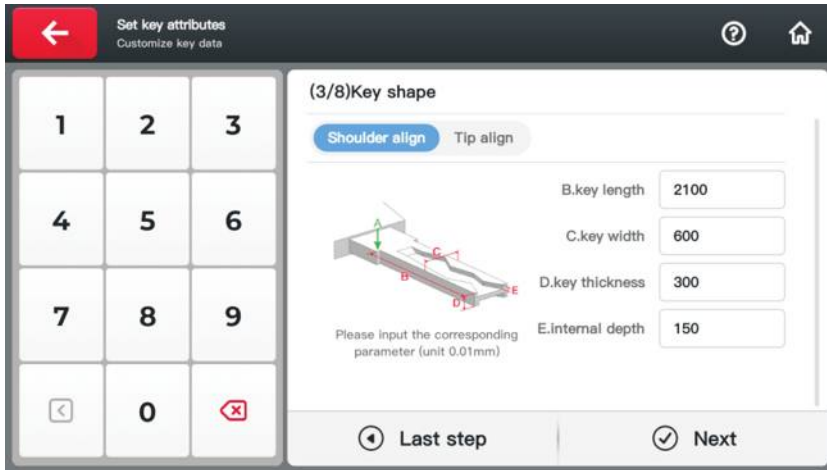 Set key attributes
Customize key data
1 2 3
4 5 6
7 8 9
0
(3/8)Key shape
Shoulder align Tip align
A
B
C
D
E
B.key length 2100
C.key width 600
D.key thickness 300
E.internal depth 150
Please input the corresponding
parameter (unit 0.01mm)
Last step Next